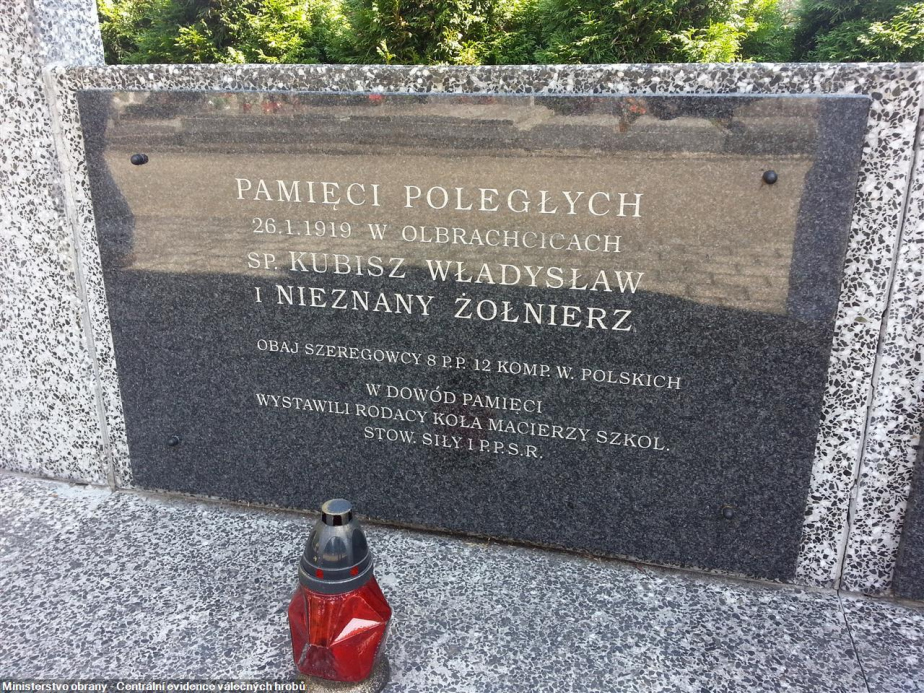 PAMIĘCI POLEGŁYCH
26.1.1919 W OLBRACHCICACH
SP. KUBISZ WŁADYSŁAW
I NIEZNANY ŻOŁNIERZ
OBAJ SZEREGOWCY 8 P.P. 12 KOMP. W. POLSKICH
W DOWÓD PAMIECI
WYSTAWILI RODACY KOŁA MACIERZY SZKOL.
STOW. SIŁY I P.P.S.R.
Ministerstvo obrany - Centrální evidence válečných hrobů